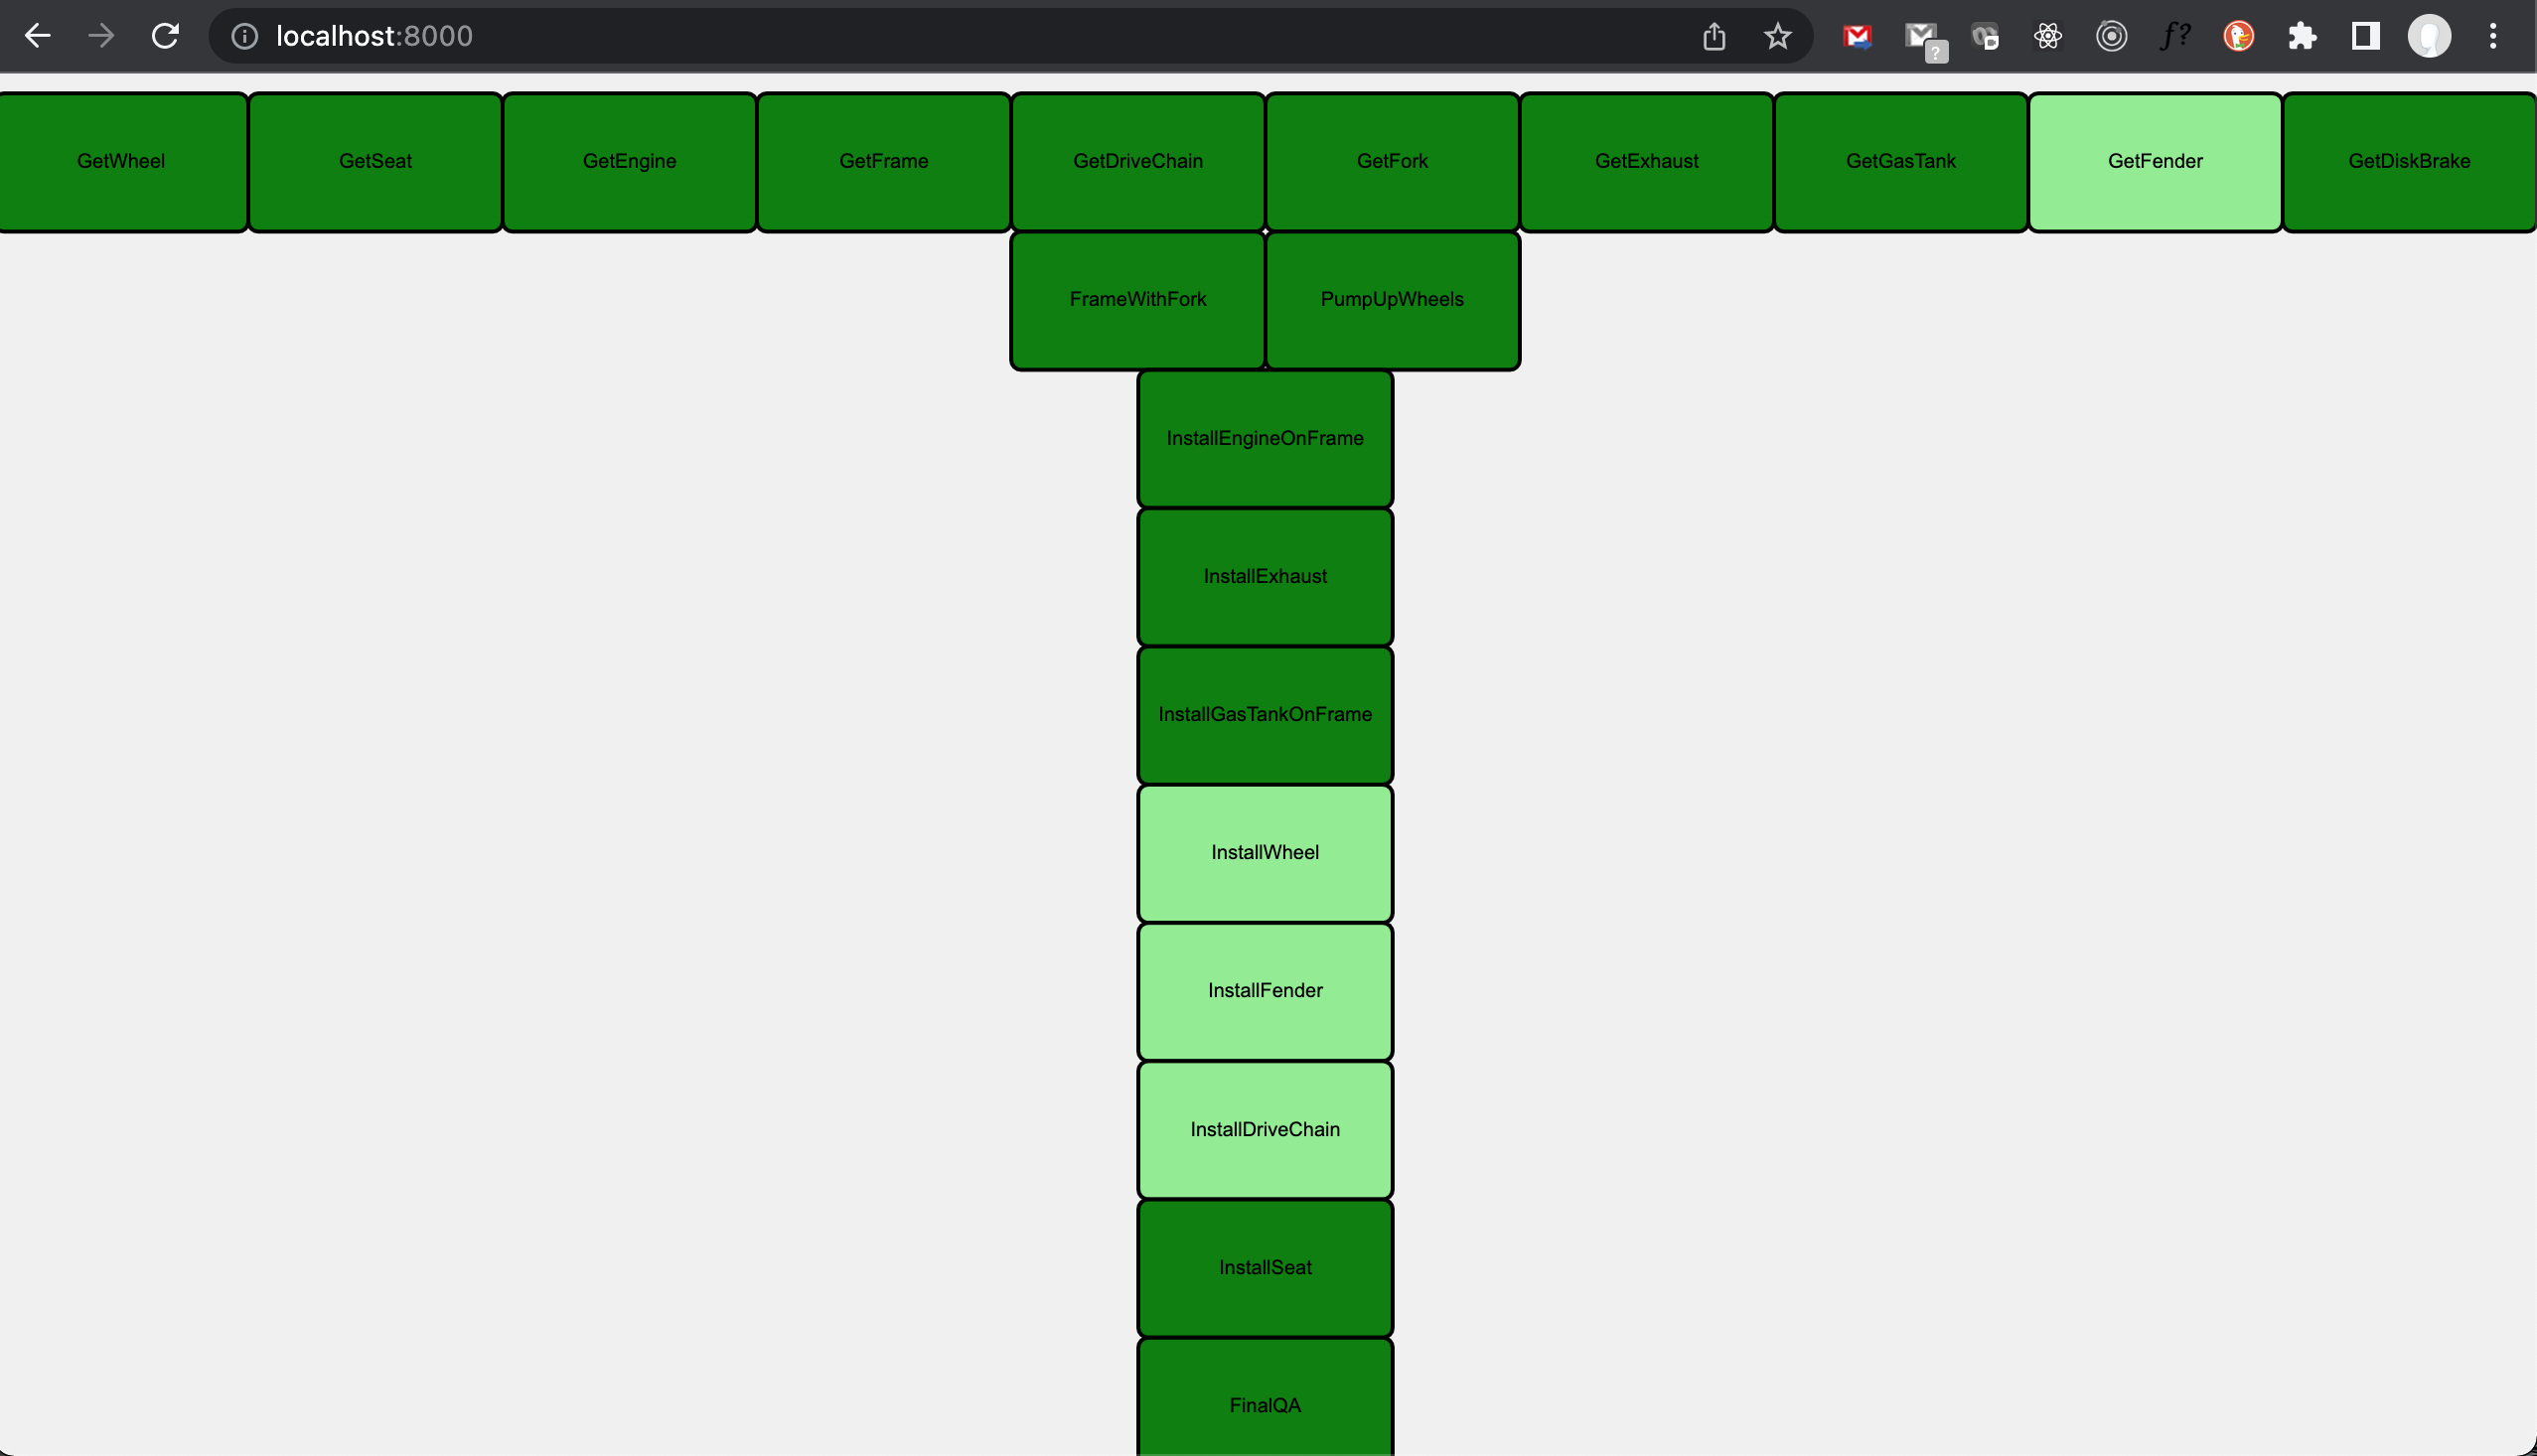 localhost:8000
f?
?
GetWheel
GetSeat
GetEngine
GetFrame
GetDriveChain
GetFork
GetExhaust
GetGasTank
GetFender
GetDiskBrake
FrameWithFork
PumpUpWheels
InstallEngineOnFrame
InstallExhaust
InstallGasTankOnFrame
InstallWheel
InstallFender
InstallDriveChain
InstallSeat
FinalQA